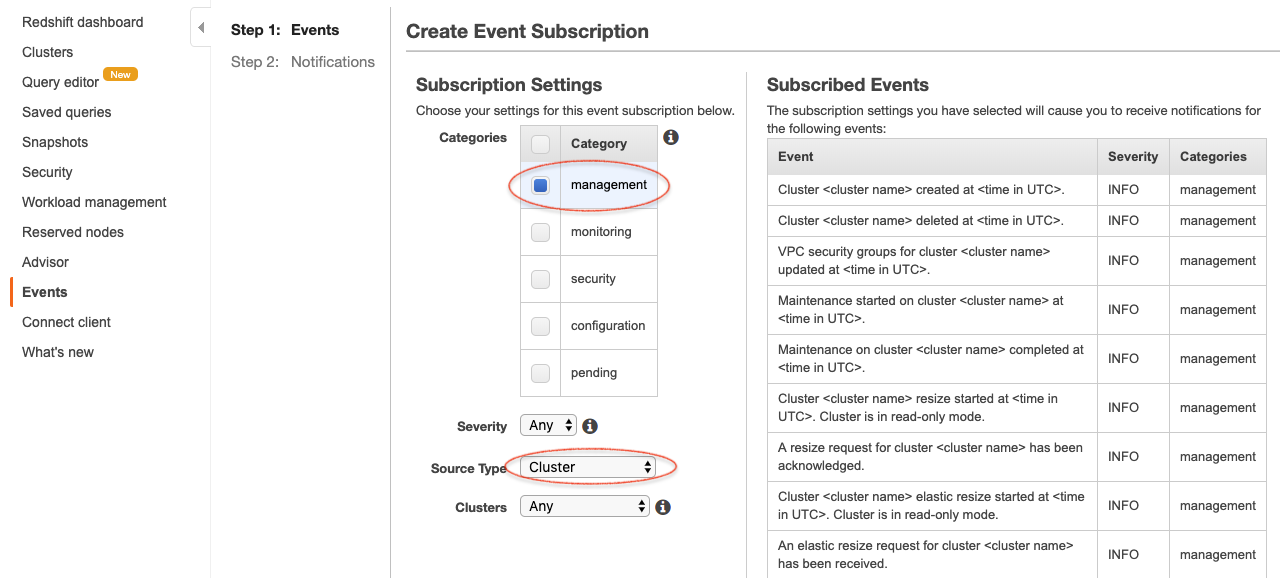 Redshift dashboard
Clusters
Query editor New
Saved queries
Snapshots
Security
Workload management
Reserved nodes
Advisor
Events
Connect client
What's new
Step 1: Events
Step 2: Notifications
Create Event Subscription
Subscription Settings
Choose your settings for this event subscription below.
Categories
Category
management
monitoring
security
configuration
pending
Severity Any
Source Type Cluster
Clusters Any
Subscribed Events
The subscription settings you have selected will cause you to receive notifications for
the following events:
Event Severity Categories
Cluster <cluster name> created at <time in UTC>. INFO management
Cluster <cluster name> deleted at <time in UTC>. INFO management
VPC security groups for cluster <cluster name>
updated at <time in UTC>. INFO management
Maintenance started on cluster <cluster name> at
<time in UTC>. INFO management
Maintenance on cluster <cluster name> completed at
<time in UTC>. INFO management
Cluster <cluster name> resize started at <time in
UTC>. Cluster is in read-only mode. INFO management
A resize request for cluster <cluster name> has been
acknowledged. INFO management
Cluster <cluster name> elastic resize started at <time
in UTC>. Cluster is in read-only mode. INFO management
An elastic resize request for cluster <cluster name>
has been received. INFO management